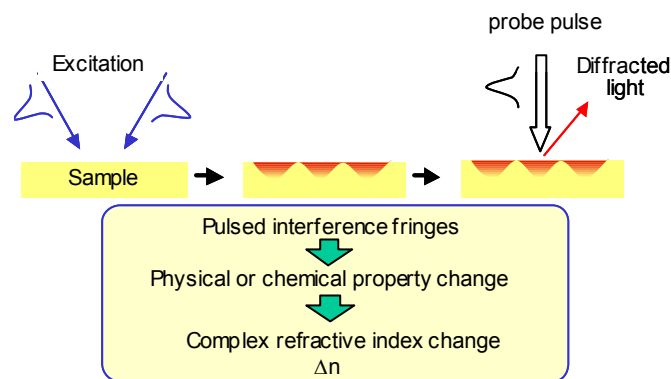 probe pulse
Excitation
Diffracted
light
Sample
Pulsed interference fringes
Physical or chemical property change
Complex refractive index change
Δn